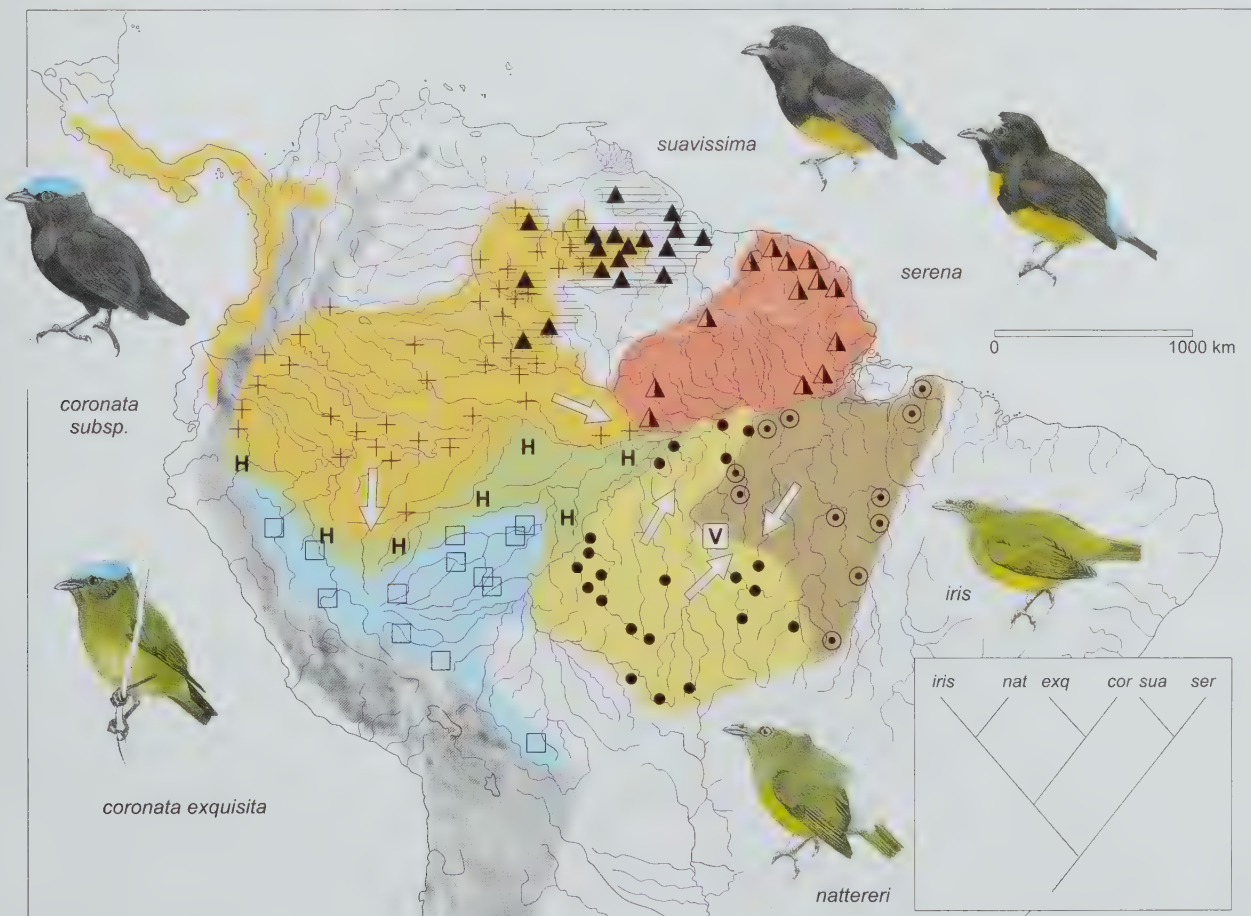 suavissima
serena
0 1000 km
coronata
subsp.
H
H
H
H
H
H
H
V
iris
coronata exquisita
nattereri
iris nat exq cor sua ser